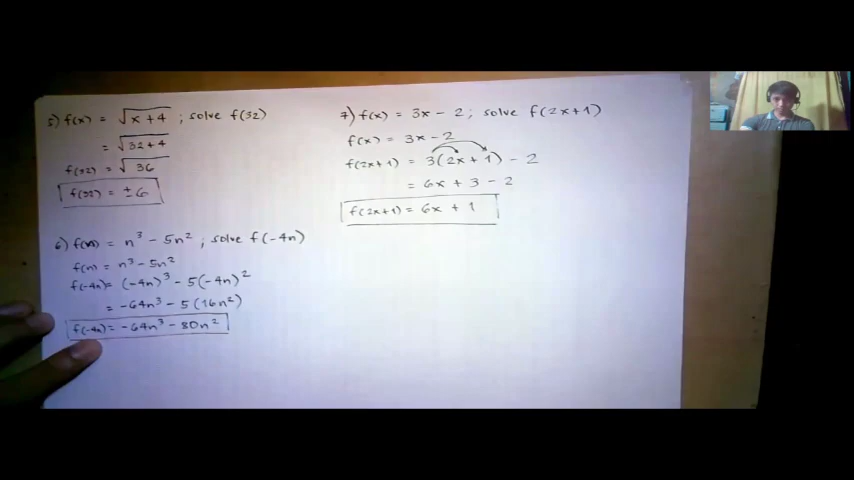 5) f(x) = √x + 4 ; solve f(32)
= √32 + 4
f(32) = √36
f(32) = ± 6
6) f(n) = n³ - 5n² ; solve f(-4n)
f(n) = n³ - 5n²
f(-4n) = (-4n)³ - 5(-4n)²
= -64n³ - 5(16n²)
f(-4n) = -64n³ - 80n²
7) f(x) = 3x - 2 ; solve f(2x+1)
f(x) = 3x - 2
f(2x+1) = 3(2x + 1) - 2
= 6x + 3 - 2
f(2x+1) = 6x + 1